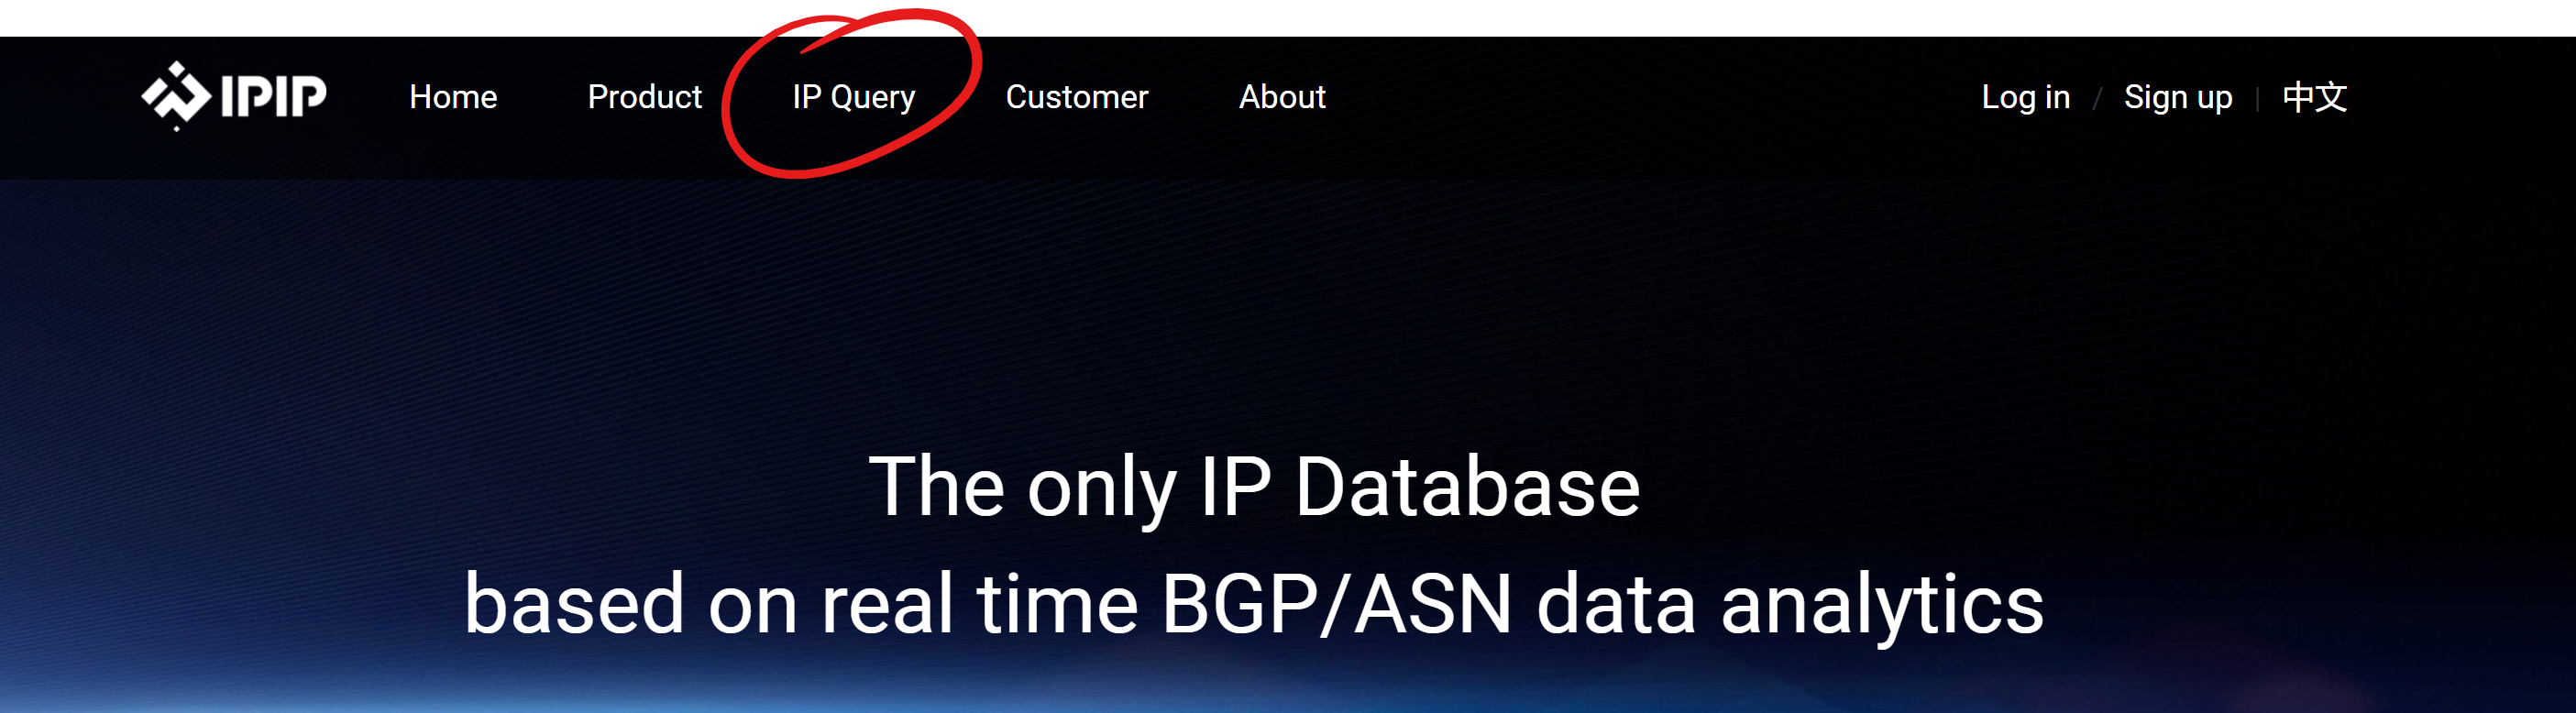 IPIP Home Product IP Query Customer About Log in / Sign up | 中文
The only IP Database
based on real time BGP/ASN data analytics